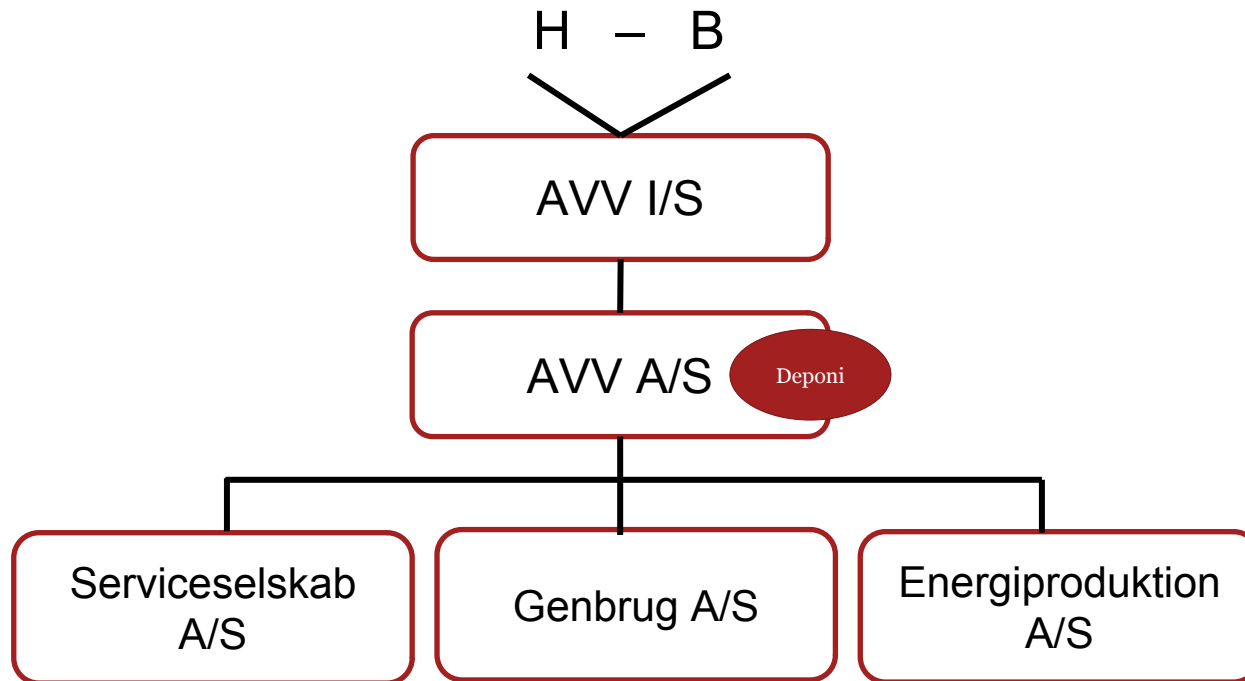 H – B
AVV I/S
AVV A/S
Deponi
Serviceselskab
A/S
Genbrug A/S
Energiproduktion
A/S